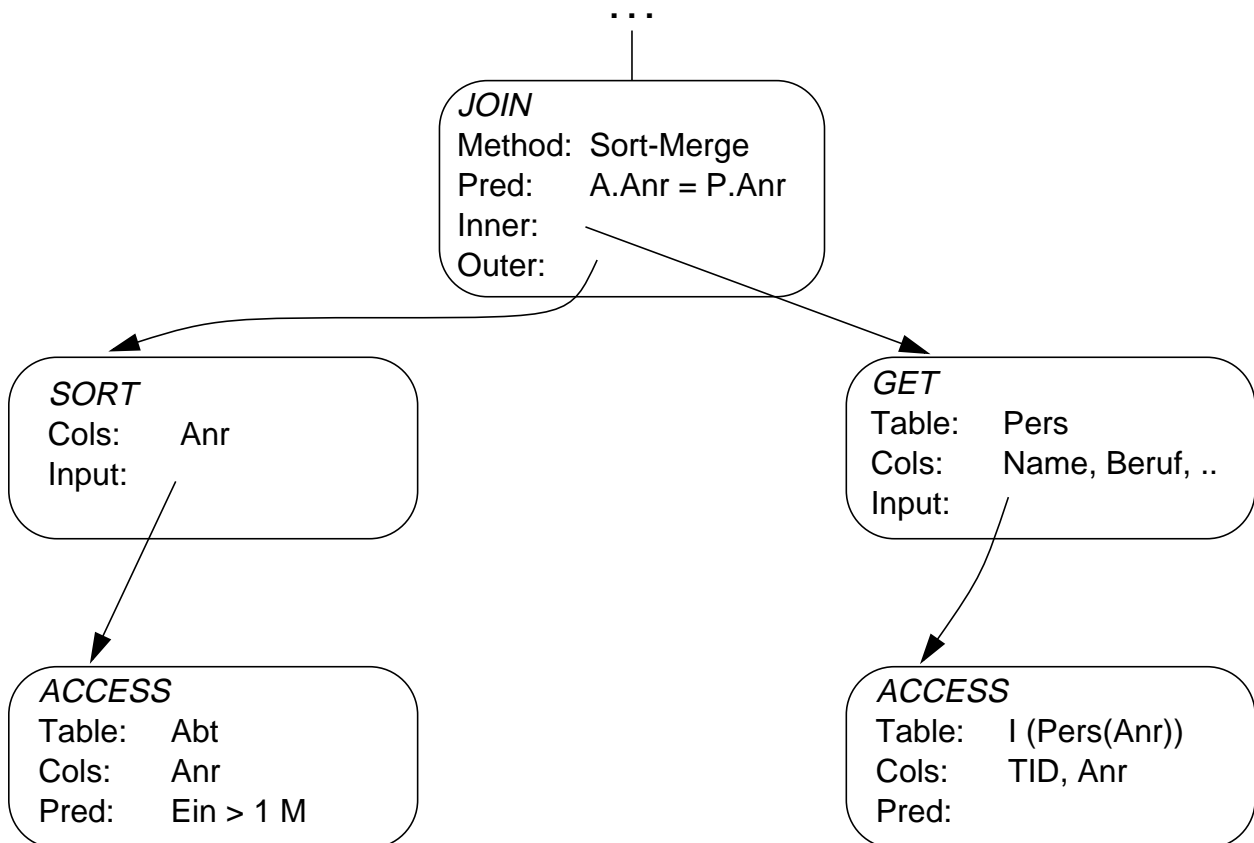 . . .
JOIN
Method: Sort-Merge
Pred: A.Anr = P.Anr
Inner:
Outer:
SORT
Cols: Anr
Input:
GET
Table: Pers
Cols: Name, Beruf, ..
Input:
ACCESS
Table: Abt
Cols: Anr
Pred: Ein > 1 M
ACCESS
Table: I (Pers(Anr))
Cols: TID, Anr
Pred: